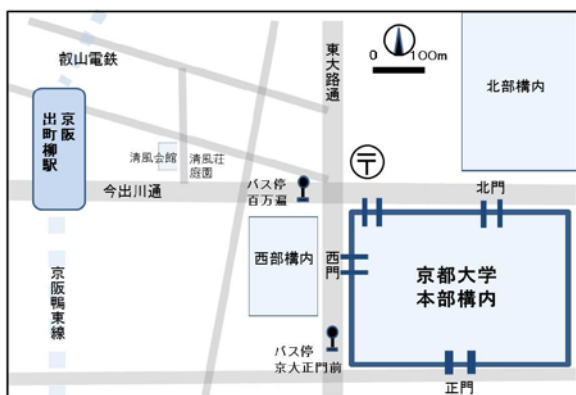 叡山電鉄
東大路通
0 100m
北部構内
京阪
出町柳駅
清風会館
清風荘
庭園
〒
今出川通
バス停
百万遍
北門
西部構内
西門
京都大学
本部構内
京阪鴨東線
バス停
京大正門前
正門